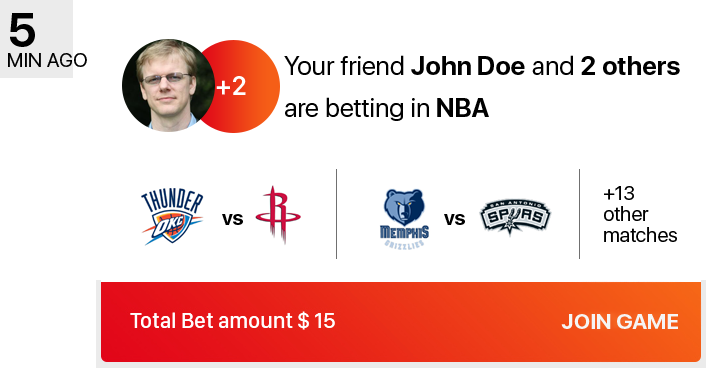 5
MIN AGO
+2
Your friend John Doe and 2 others
are betting in NBA
THUNDER
OKC
vs
R
MEMPHIS
GRIZZLIES
vs
SAN ANTONIO
SPURS
+13
other
matches
Total Bet amount $ 15
JOIN GAME